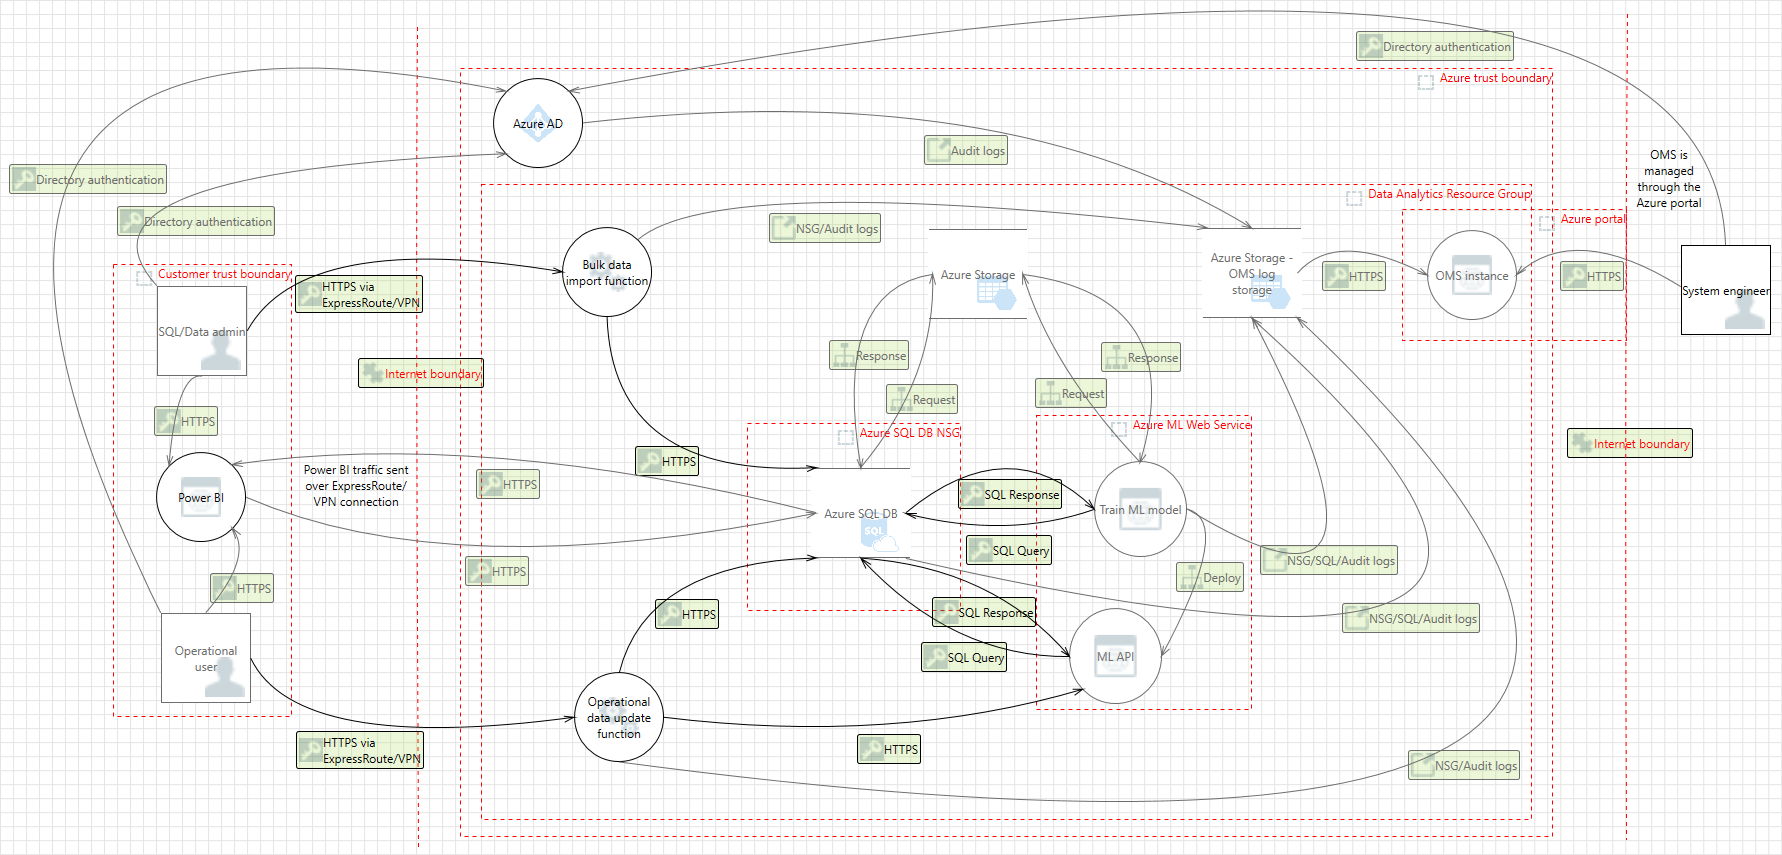 Directory authentication
Azure trust boundary
Azure AD
Audit logs
OMS is
managed
through the
Azure portal
Directory authentication
Data Analytics Resource Group
Directory authentication
NSG/Audit logs
Azure portal
Customer trust boundary
Bulk data
import function
Azure Storage
Azure Storage -
OMS log
storage
HTTPS
OMS instance
HTTPS
System engineer
HTTPS via
ExpressRoute/VPN
SQL/Data admin
Response
Response
Internet boundary
Request
Request
HTTPS
Azure SQL DB NSG
Azure ML Web Service
Internet boundary
HTTPS
Power BI traffic sent
over ExpressRoute/
VPN connection
HTTPS
Power BI
SQL Response
Azure SQL DB
SQL
Train ML model
SQL Query
NSG/SQL/Audit logs
HTTPS
Deploy
HTTPS
HTTPS
SQL Response
NSG/SQL/Audit logs
Operational
user
SQL Query
ML API
Operational
data update
function
HTTPS via
ExpressRoute/VPN
HTTPS
NSG/Audit logs